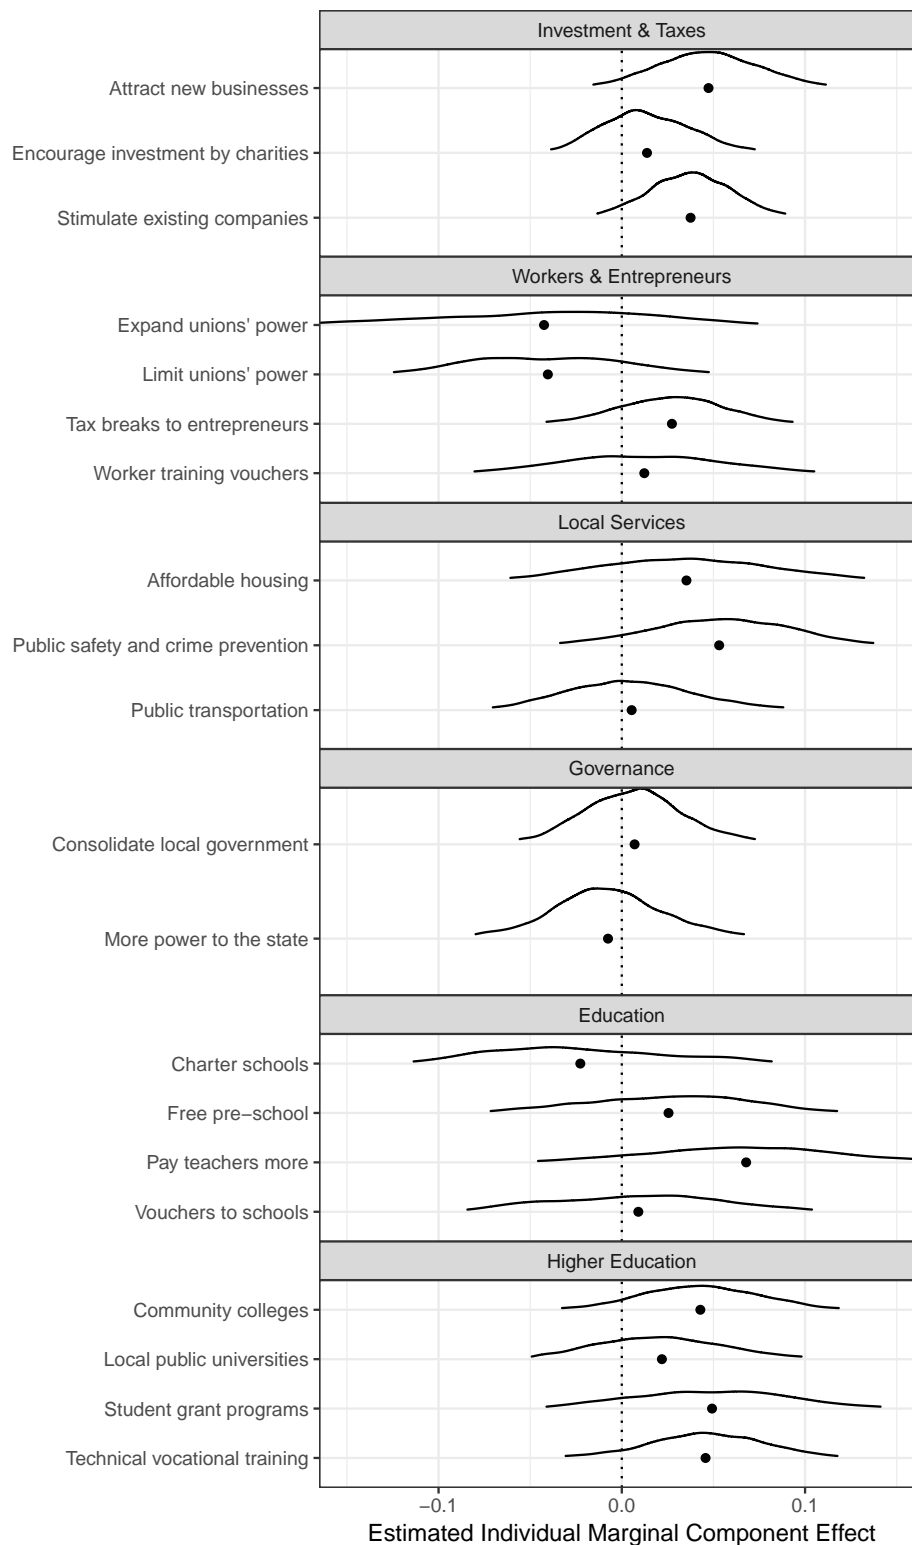 Investment & Taxes
Attract new businesses
Encourage investment by charities
Stimulate existing companies
Workers & Entrepreneurs
Expand unions' power
Limit unions' power
Tax breaks to entrepreneurs
Worker training vouchers
Local Services
Affordable housing
Public safety and crime prevention
Public transportation
Governance
Consolidate local government
More power to the state
Education
Charter schools
Free pre−school
Pay teachers more
Vouchers to schools
Higher Education
Community colleges
Local public universities
Student grant programs
Technical vocational training
−0.1 0.0 0.1
Estimated Individual Marginal Component Effect